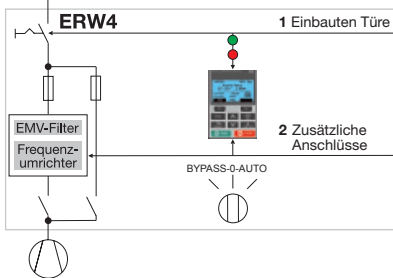 ERW4
1 Einbauten Türe
EMV-Filter
Frequenz-
umrichter
2 Zusätzliche
Anschlüsse
BYPASS-0-AUTO